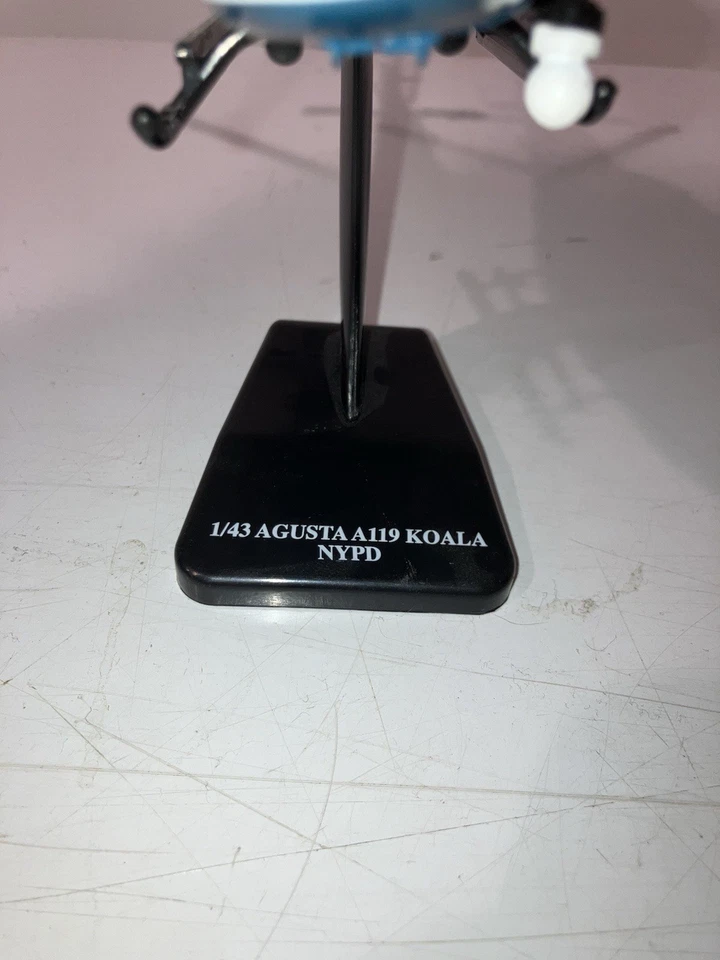 1/43 AGUSTA A119 KOALA
NYPD